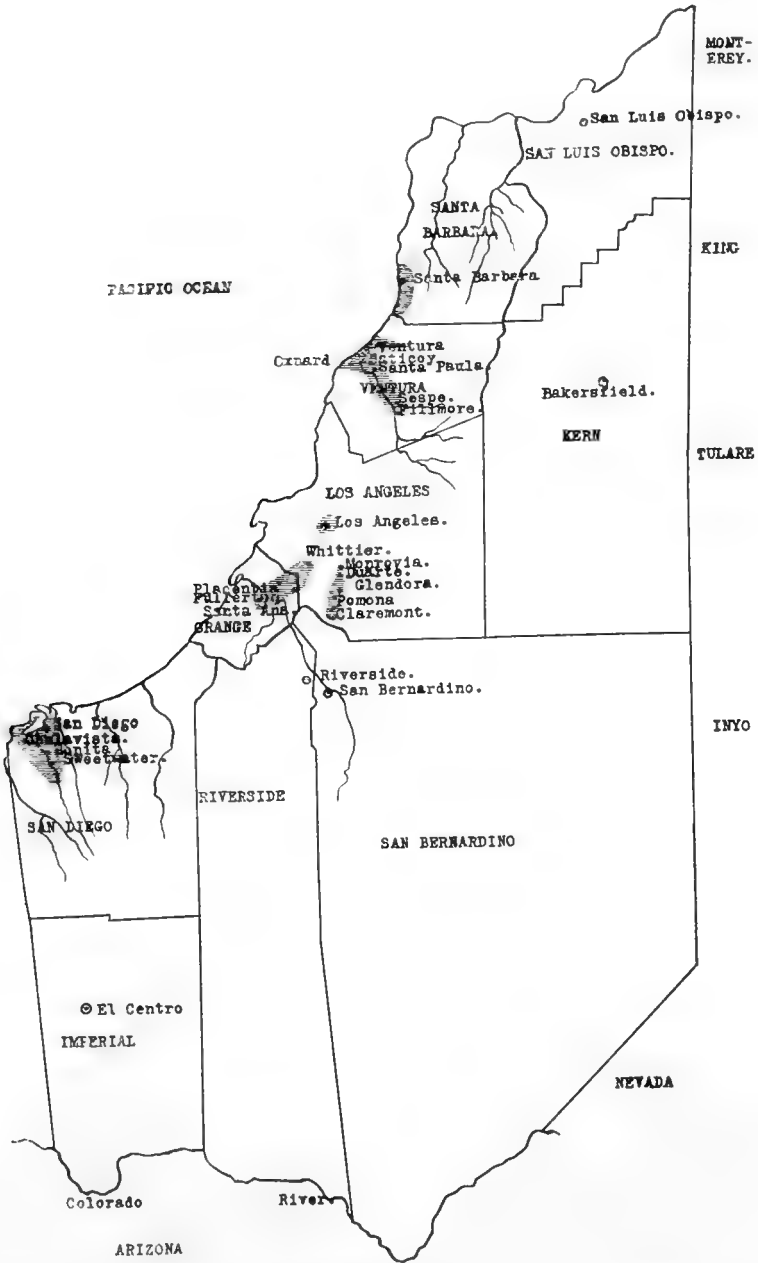 MONT-
EREY.
San Luis Obispo.
SAN LUIS OBISPO.
SANTA
BARBARA
KING
Santa Barbara
PACIFIC OCEAN
Ventura
Oxnard
Saticoy
Santa Paula
VENTURA
Sespe.
Fillmore.
Bakersfield.
KERN
TULARE
LOS ANGELES
Los Angeles.
Whittier.
Monrovia.
Duarte.
Glendora.
Placentia
Fullerton
Pomona
Santa Ana.
Claremont.
ORANGE
Riverside.
San Bernardino.
San Diego
Chulavista.
Bonita
Sweetwater.
INYO
RIVERSIDE
SAN DIEGO
SAN BERNARDINO
El Centro
IMPERIAL
NEVADA
Colorado
River.
ARIZONA